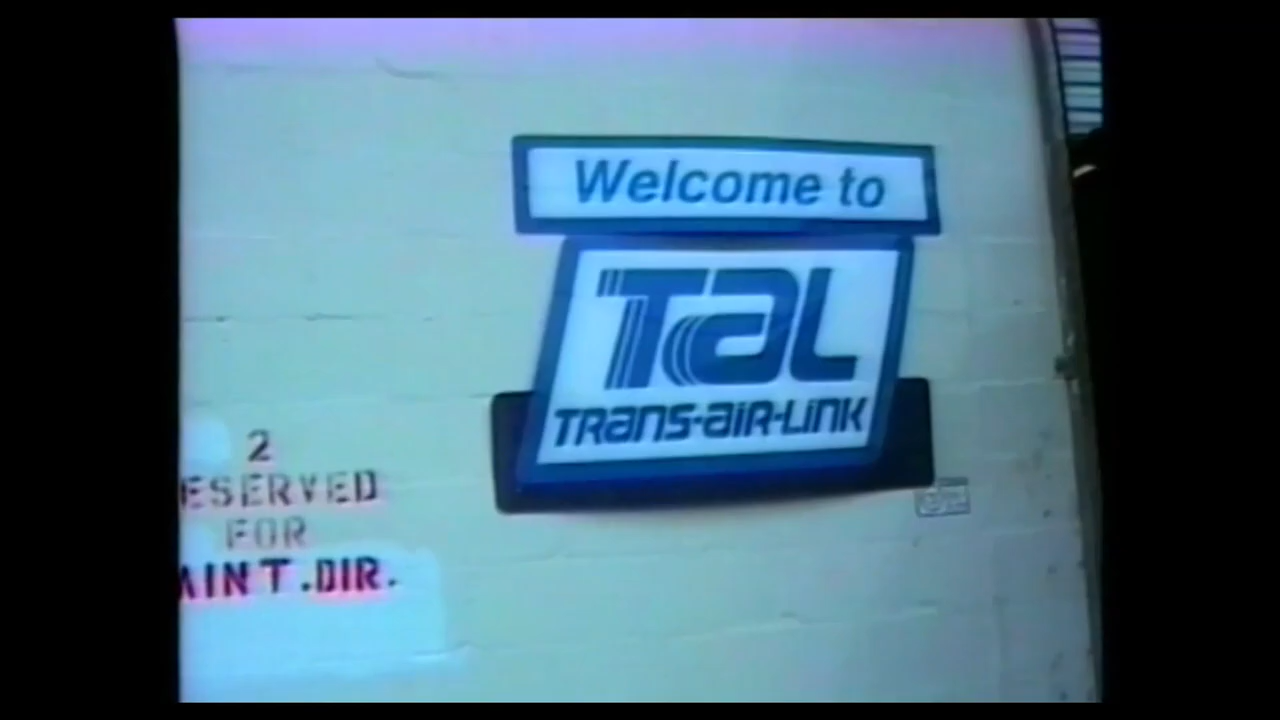 Welcome to
TaL
TRaNS-aiR-LiNK
2
ESERVED
FOR
AINT.DIR.